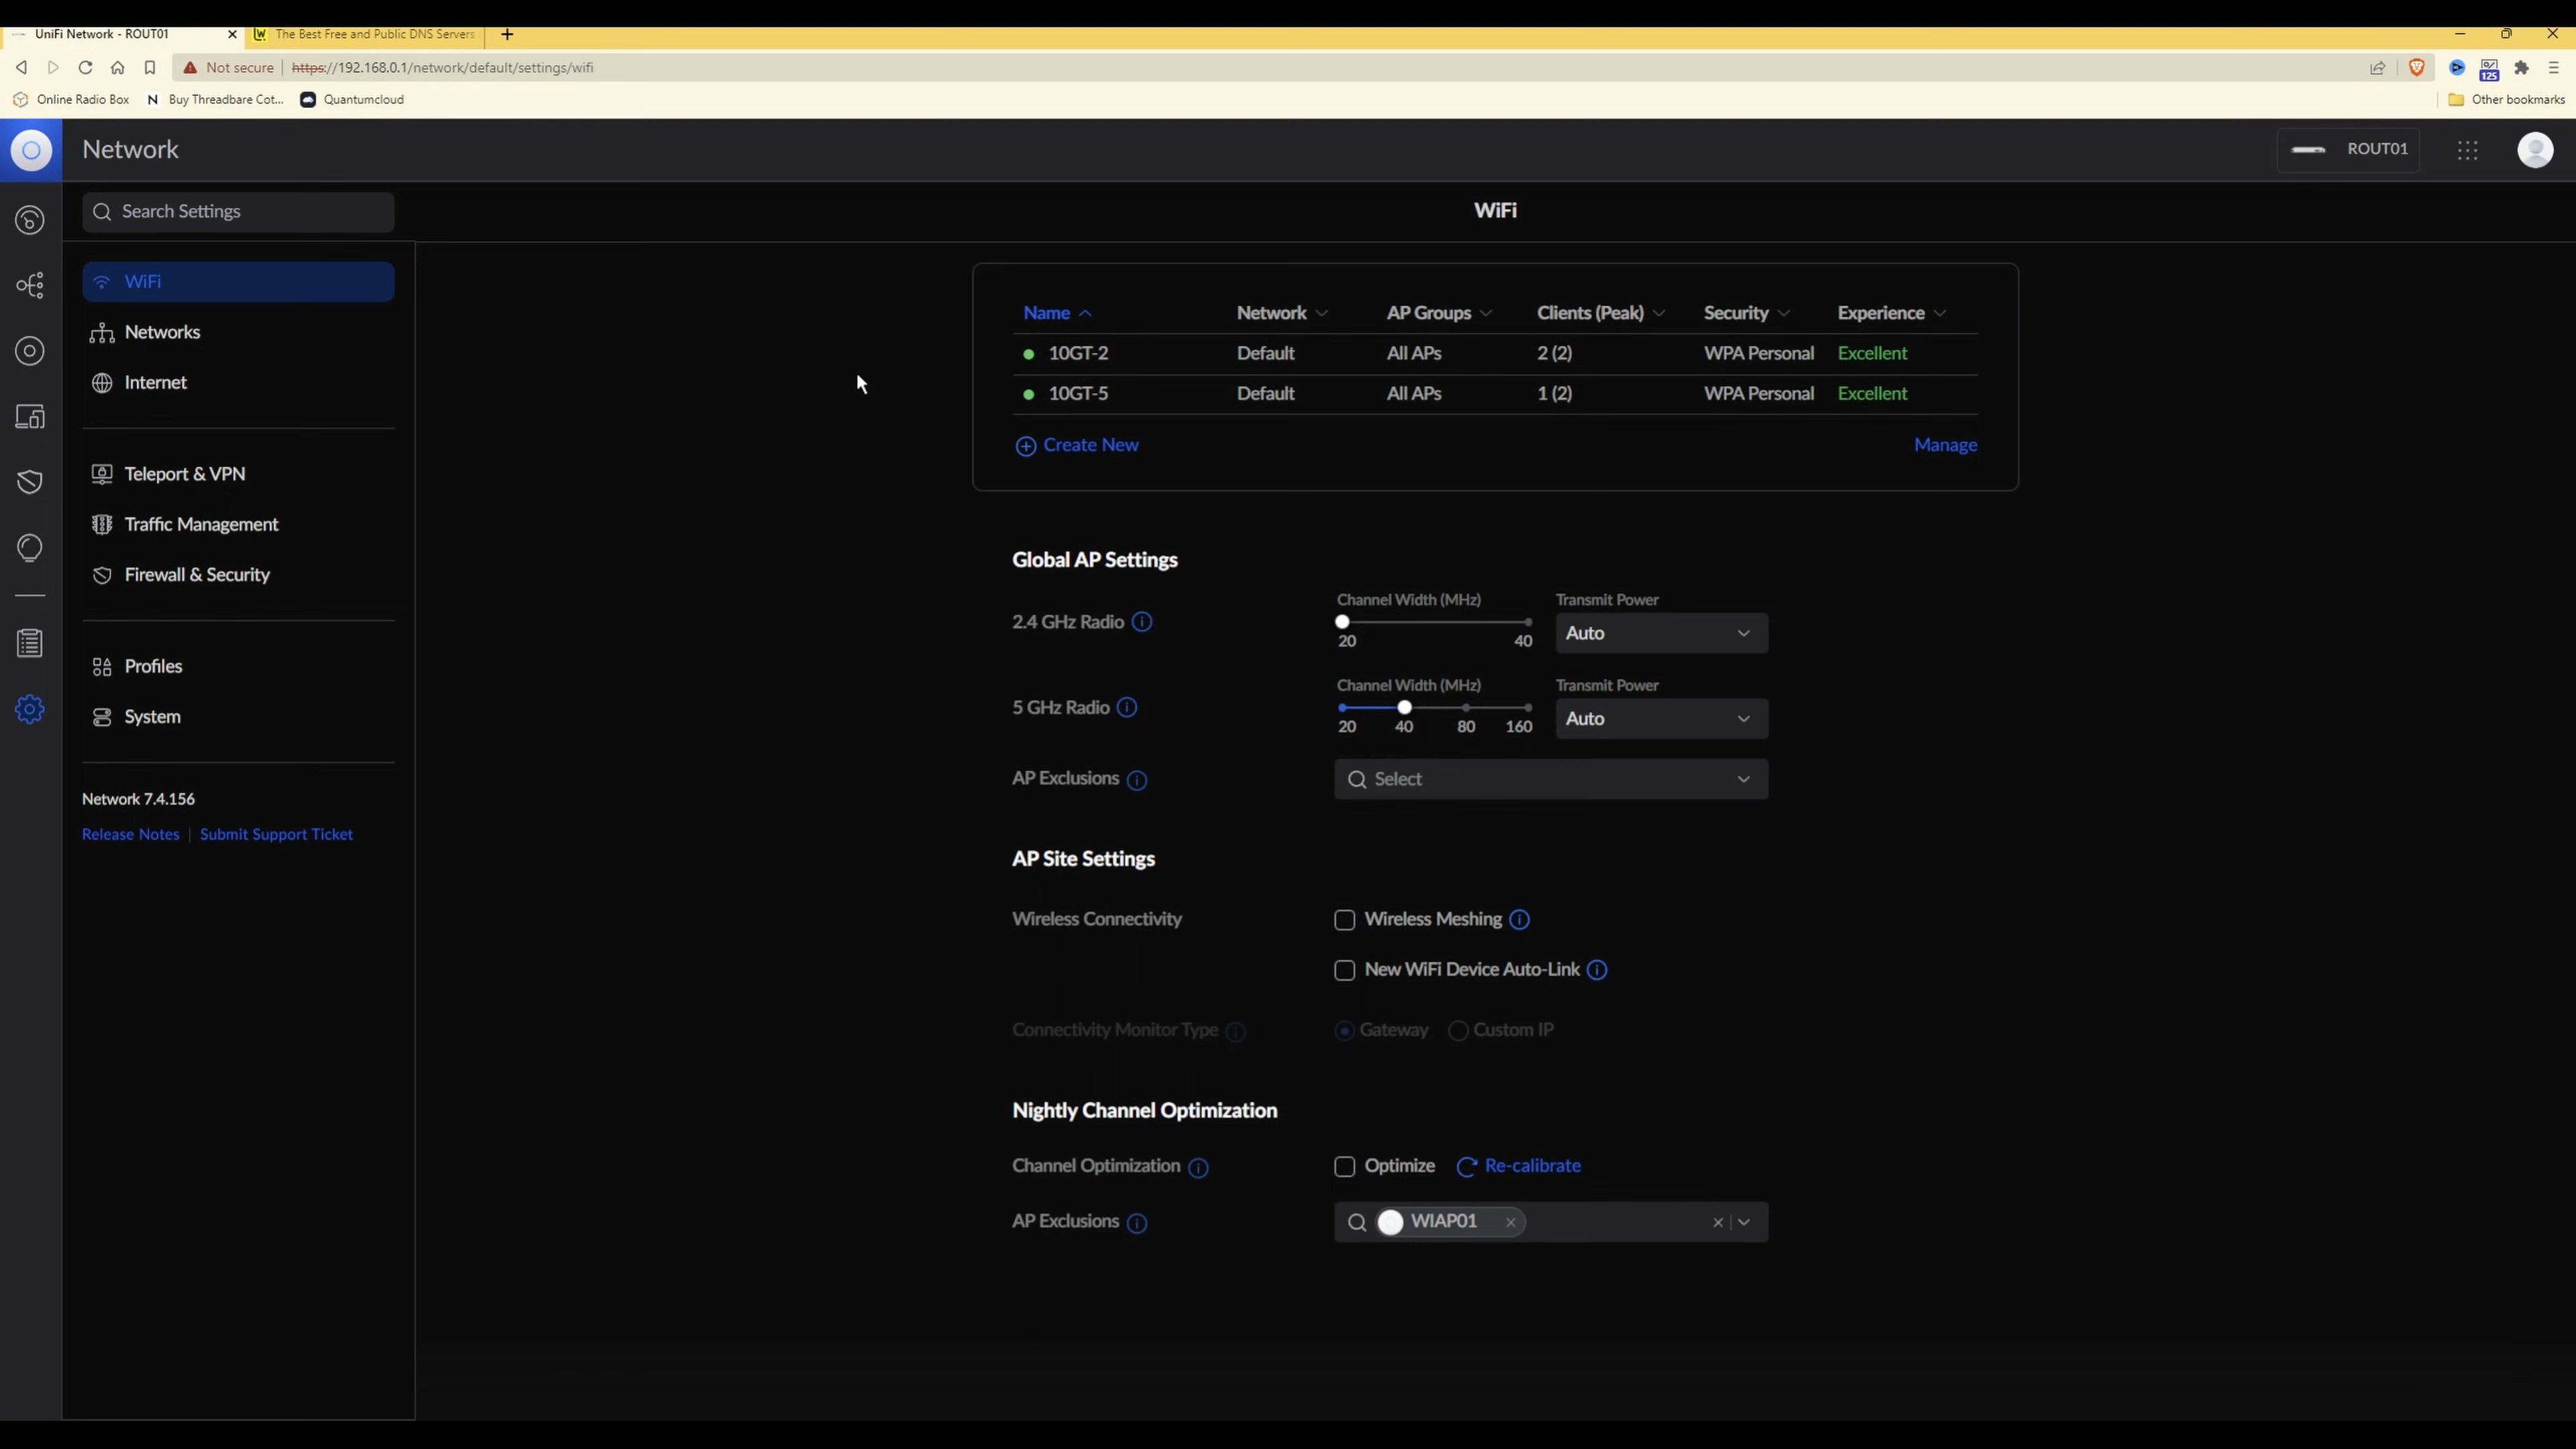 UniFi Network - ROUT01
The Best Free and Public DNS Servers
Not secure https://192.168.0.1/network/default/settings/wifi
125
Online Radio Box
Buy Threadbare Cot...
Quantumcloud
Other bookmarks
Network
ROUT01
Search Settings
WiFi
WiFi
Networks
Internet
Teleport & VPN
Traffic Management
Firewall & Security
Profiles
System
Network 7.4.156
Release Notes | Submit Support Ticket
Name Network AP Groups Clients (Peak) Security Experience
10GT-2 Default All APs 2 (2) WPA Personal Excellent
10GT-5 Default All APs 1 (2) WPA Personal Excellent
Create New Manage
Global AP Settings
Channel Width (MHz) Transmit Power
2.4 GHz Radio
20 40
Auto
Channel Width (MHz) Transmit Power
5 GHz Radio
20 40 80 160
Auto
AP Exclusions Select
AP Site Settings
Wireless Connectivity Wireless Meshing
New WiFi Device Auto-Link
Connectivity Monitor Type Gateway Custom IP
Nightly Channel Optimization
Channel Optimization Optimize Re-calibrate
AP Exclusions WIAP01